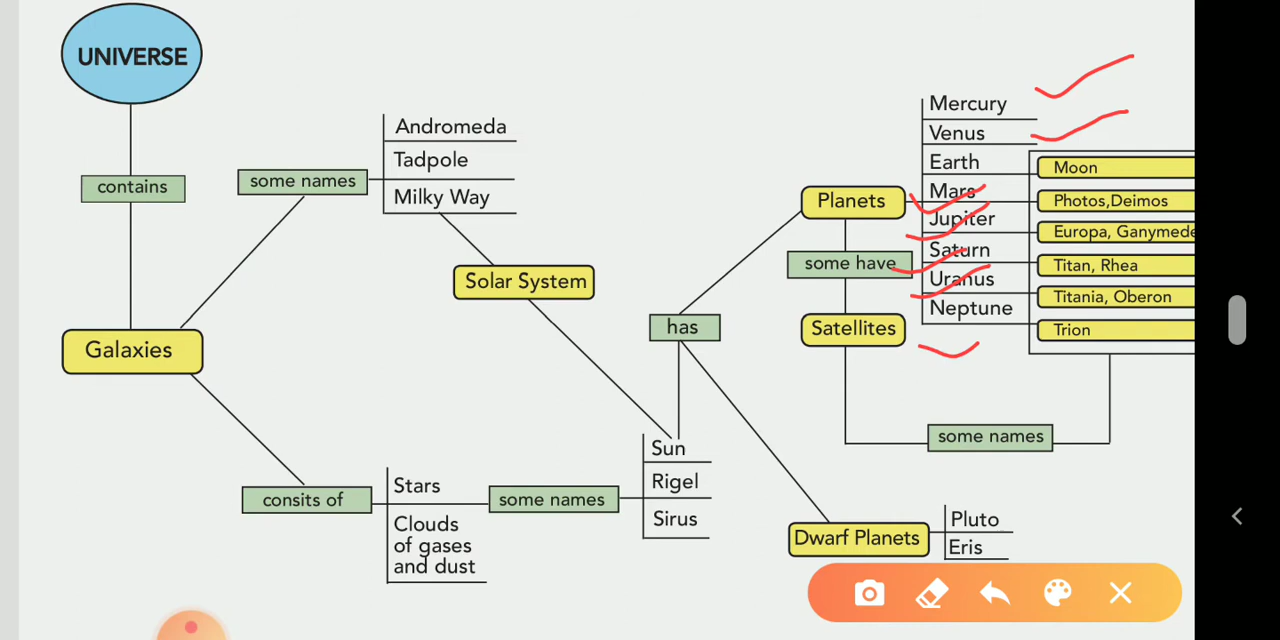 UNIVERSE
contains
Galaxies
some names
Andromeda
Tadpole
Milky Way
Solar System
consits of
Stars
Clouds
of gases
and dust
some names
Sun
Rigel
Sirus
has
Planets
some have
Satellites
Mercury
Venus
Earth
Mars
Jupiter
Saturn
Uranus
Neptune
Moon
Photos,Deimos
Europa, Ganymede
Titan, Rhea
Titania, Oberon
Trion
some names
Dwarf Planets
Pluto
Eris